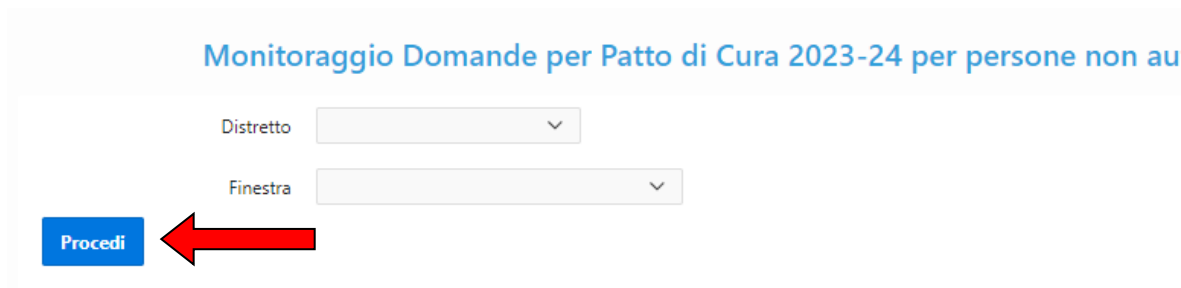 Monitoraggio Domande per Patto di Cura 2023-24 per persone non au
Distretto
Finestra
Procedi